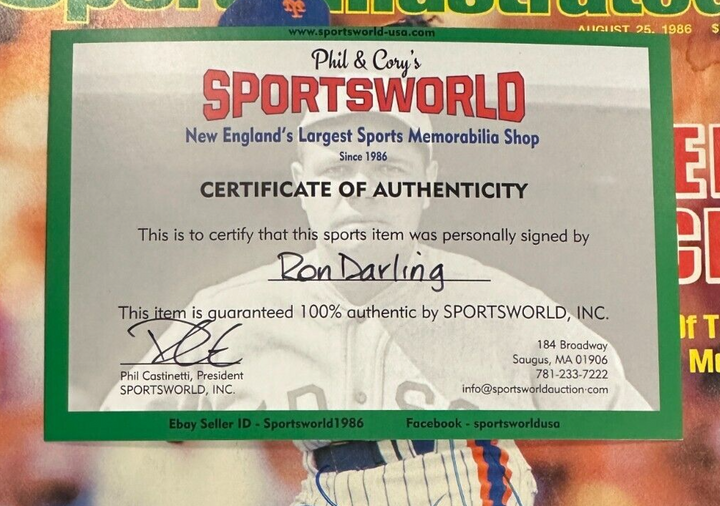 Sports Illustrated
AUGUST 25, 1986 $
www.sportsworld-usa.com
Phil & Cory's
SPORTSWORLD
New England's Largest Sports Memorabilia Shop
Since 1986
CERTIFICATE OF AUTHENTICITY
This is to certify that this sports item was personally signed by
Ron Darling
This item is guaranteed 100% authentic by SPORTSWORLD, INC.
Phil Castinetti, President
SPORTSWORLD, INC.
184 Broadway
Saugus, MA 01906
781-233-7222
info@sportsworldauction.com
Ebay Seller ID - Sportsworld1986 Facebook - sportsworldusa